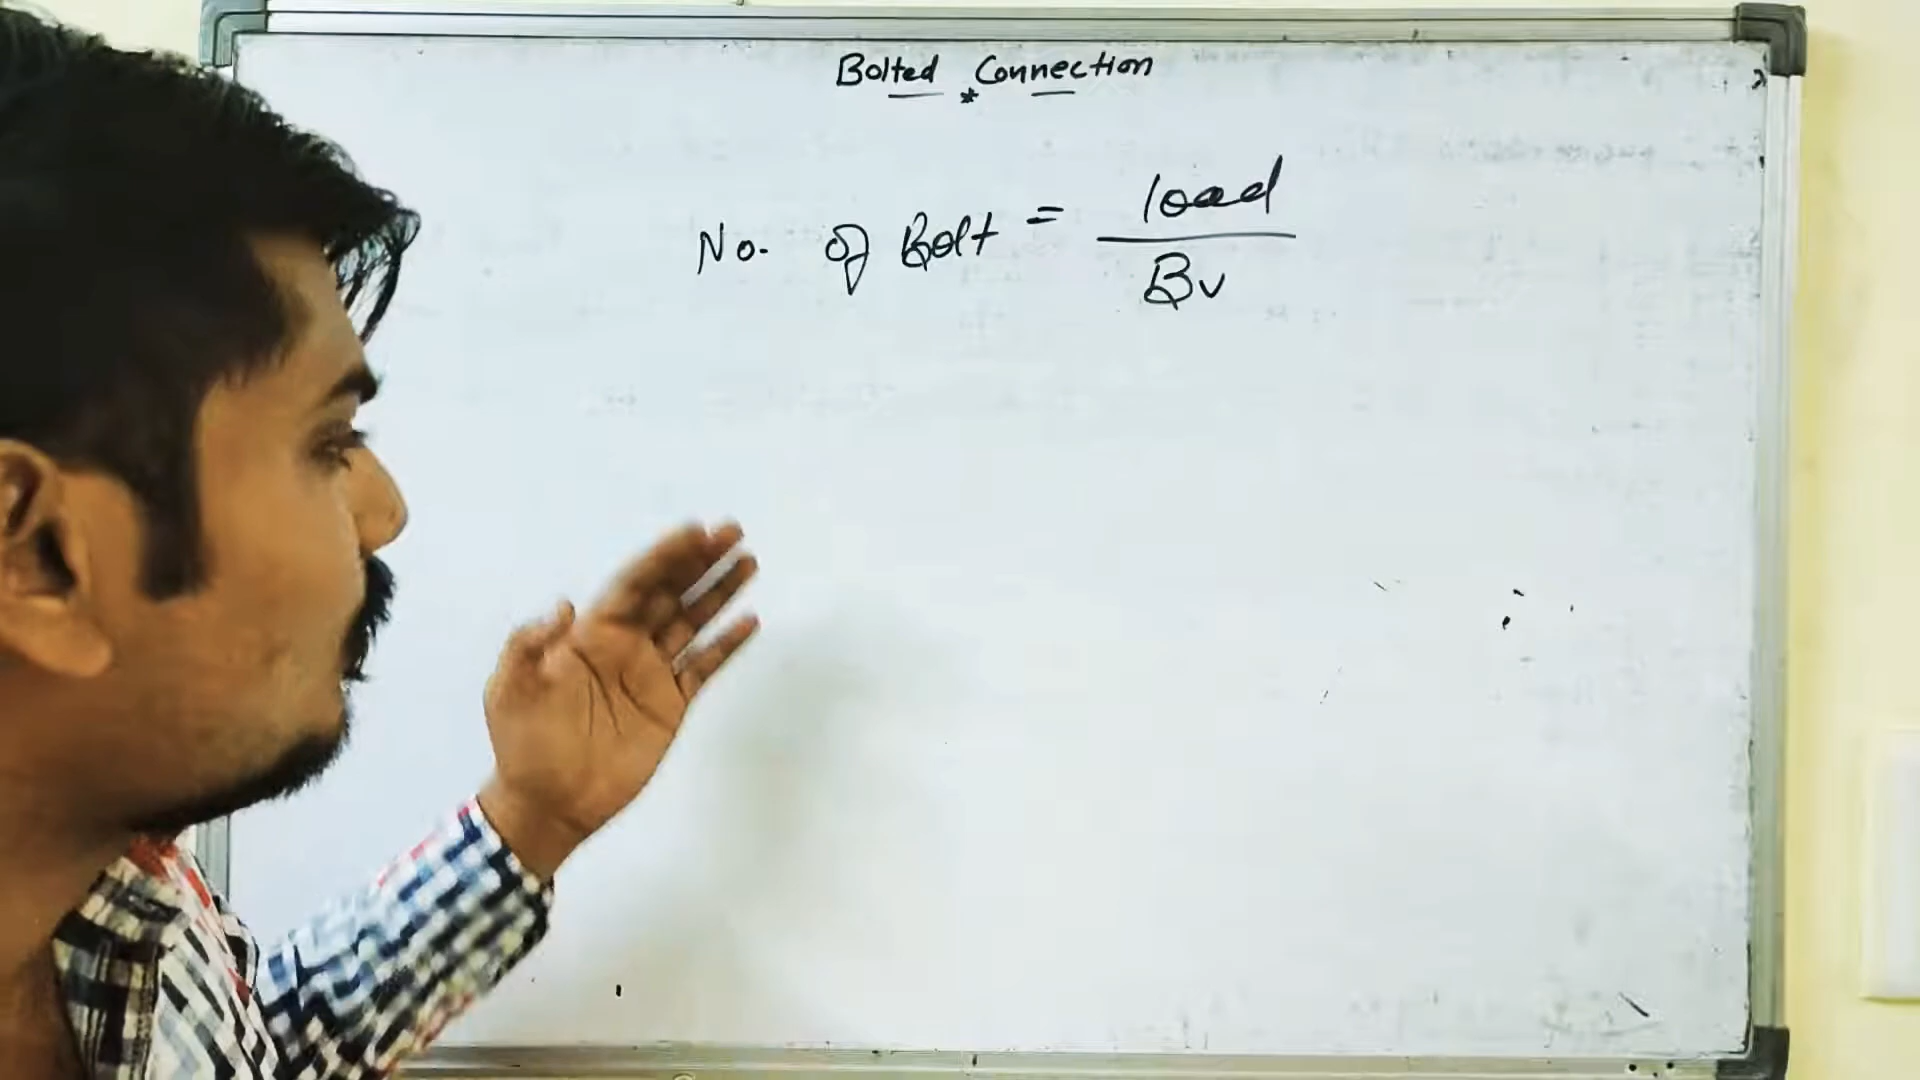 Bolted Connection
*
No. of Bolt = load
Bv